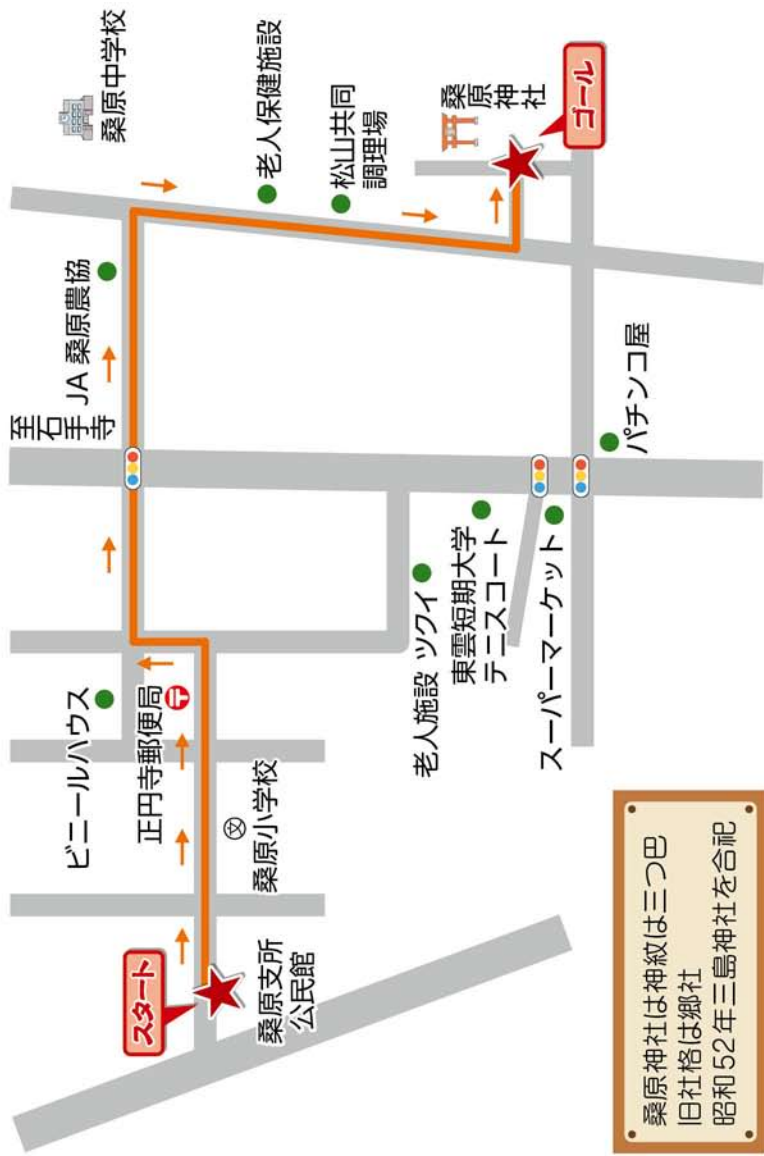 スタート
桑原支所
公民館
ビニールハウス
正円寺郵便局
〒
文
桑原小学校
至
石
手
寺
JA 桑原農協
桑原中学校
老人保健施設
松山共同
調理場
桑
原
神
社
ゴール
老人施設 ツクイ
東雲短期大学
テニスコート
スーパーマーケット
パチンコ屋
桑原神社は神紋は三つ巴
旧社格は郷社
昭和52年三島神社を合祀